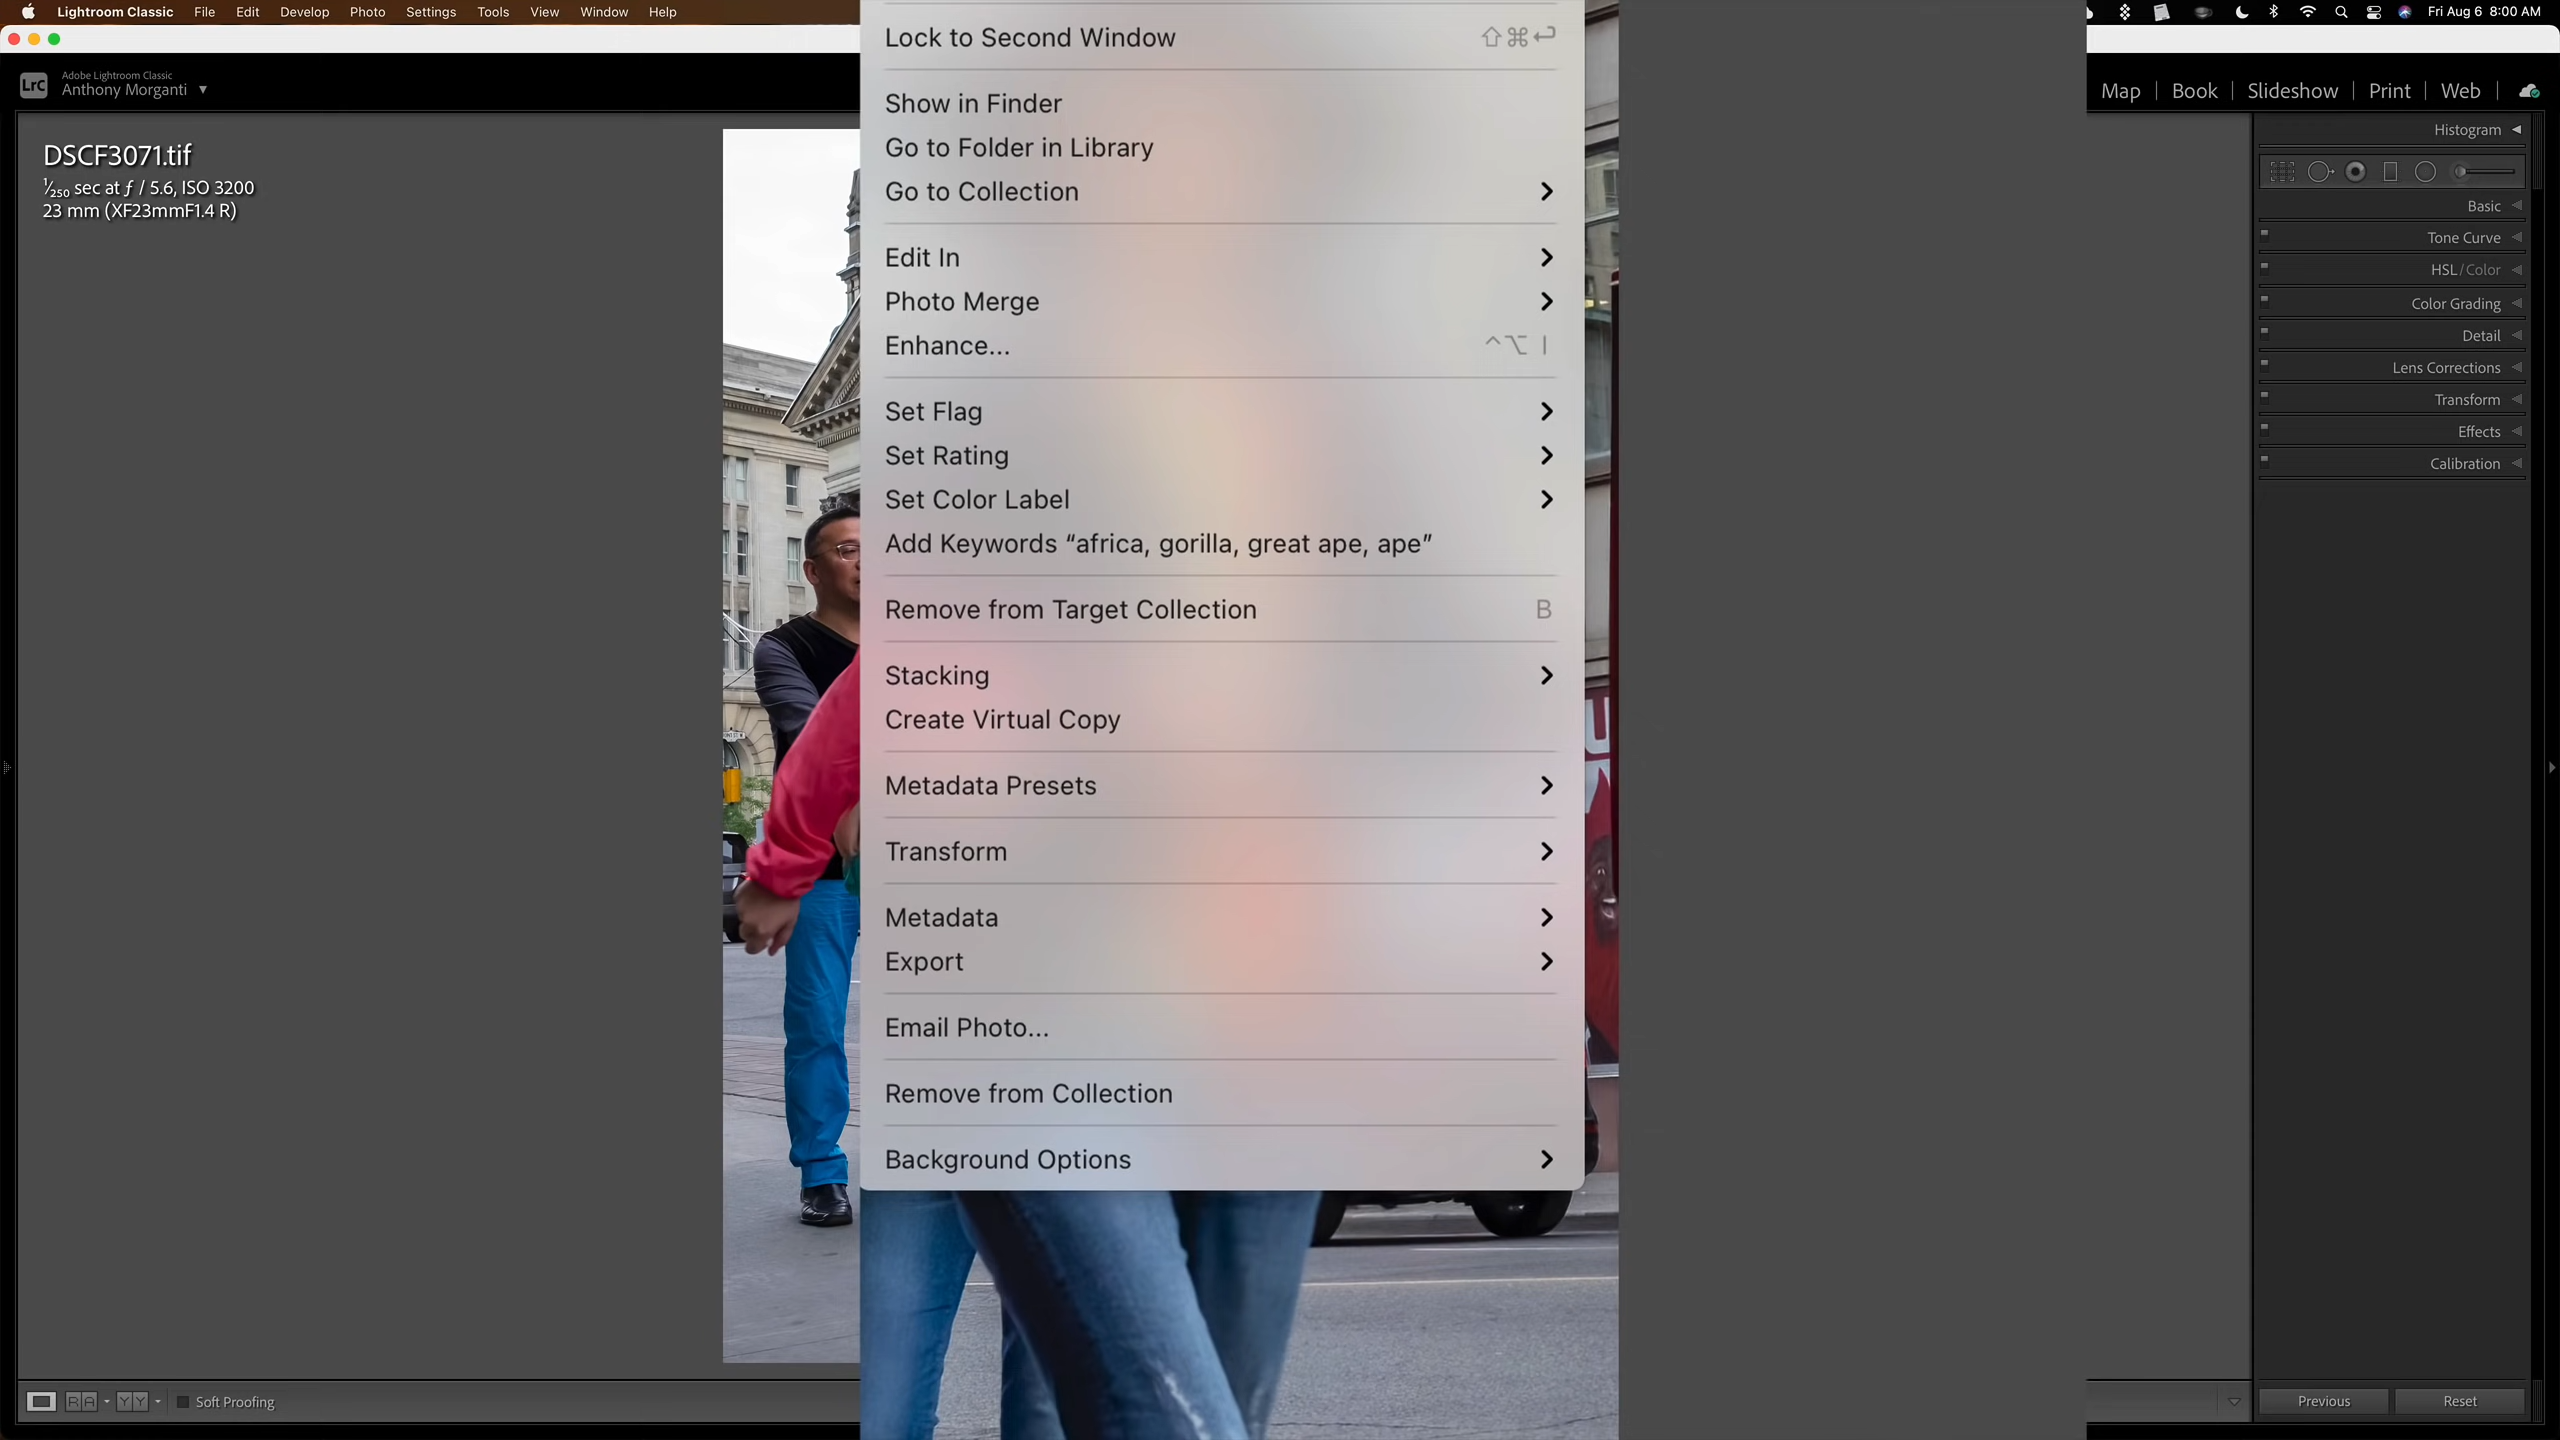 Lightroom Classic File Edit Develop Photo Settings Tools View Window Help
Fri Aug 6 8:00 AM
Adobe Lightroom Classic
Anthony Morganti
Map | Book | Slideshow | Print | Web |
DSCF3071.tif
1/250 sec at ƒ / 5.6, ISO 3200
23 mm (XF23mmF1.4 R)
Lock to Second Window ⇧⌘↩
Show in Finder
Go to Folder in Library
Go to Collection
Edit In
Photo Merge
Enhance... ^⌥ I
Set Flag
Set Rating
Set Color Label
Add Keywords “africa, gorilla, great ape, ape”
Remove from Target Collection B
Stacking
Create Virtual Copy
Metadata Presets
Transform
Metadata
Export
Email Photo...
Remove from Collection
Background Options
Histogram
Basic
Tone Curve
HSL / Color
Color Grading
Detail
Lens Corrections
Transform
Effects
Calibration
Soft Proofing
Previous Reset